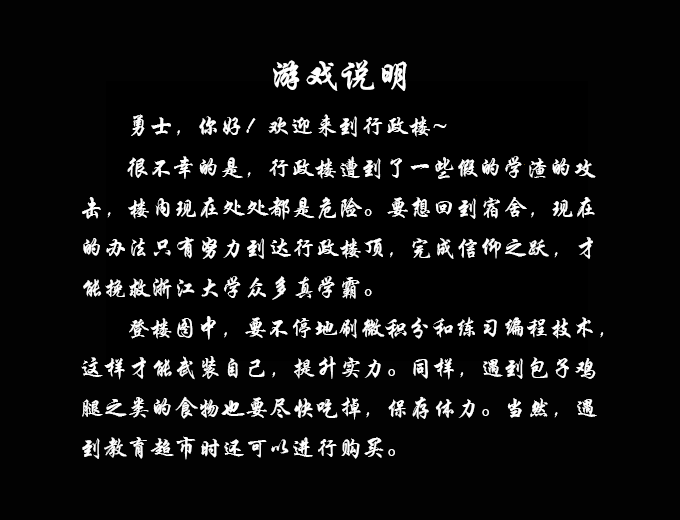 游戏说明
勇士，你好！欢迎来到行政楼~
很不幸的是，行政楼遭到了一些假的学渣的攻
击，楼内现在处处都是危险。要想回到宿舍，现在
的办法只有努力到达行政楼顶，完成信仰之跃，才
能挽救浙江大学众多真学霸。
登楼图中，要不停地刷微积分和练习编程技术，
这样才能武装自己，提升实力。同样，遇到包子鸡
腿之类的食物也要尽快吃掉，保存体力。当然，遇
到教育超市时还可以进行购买。